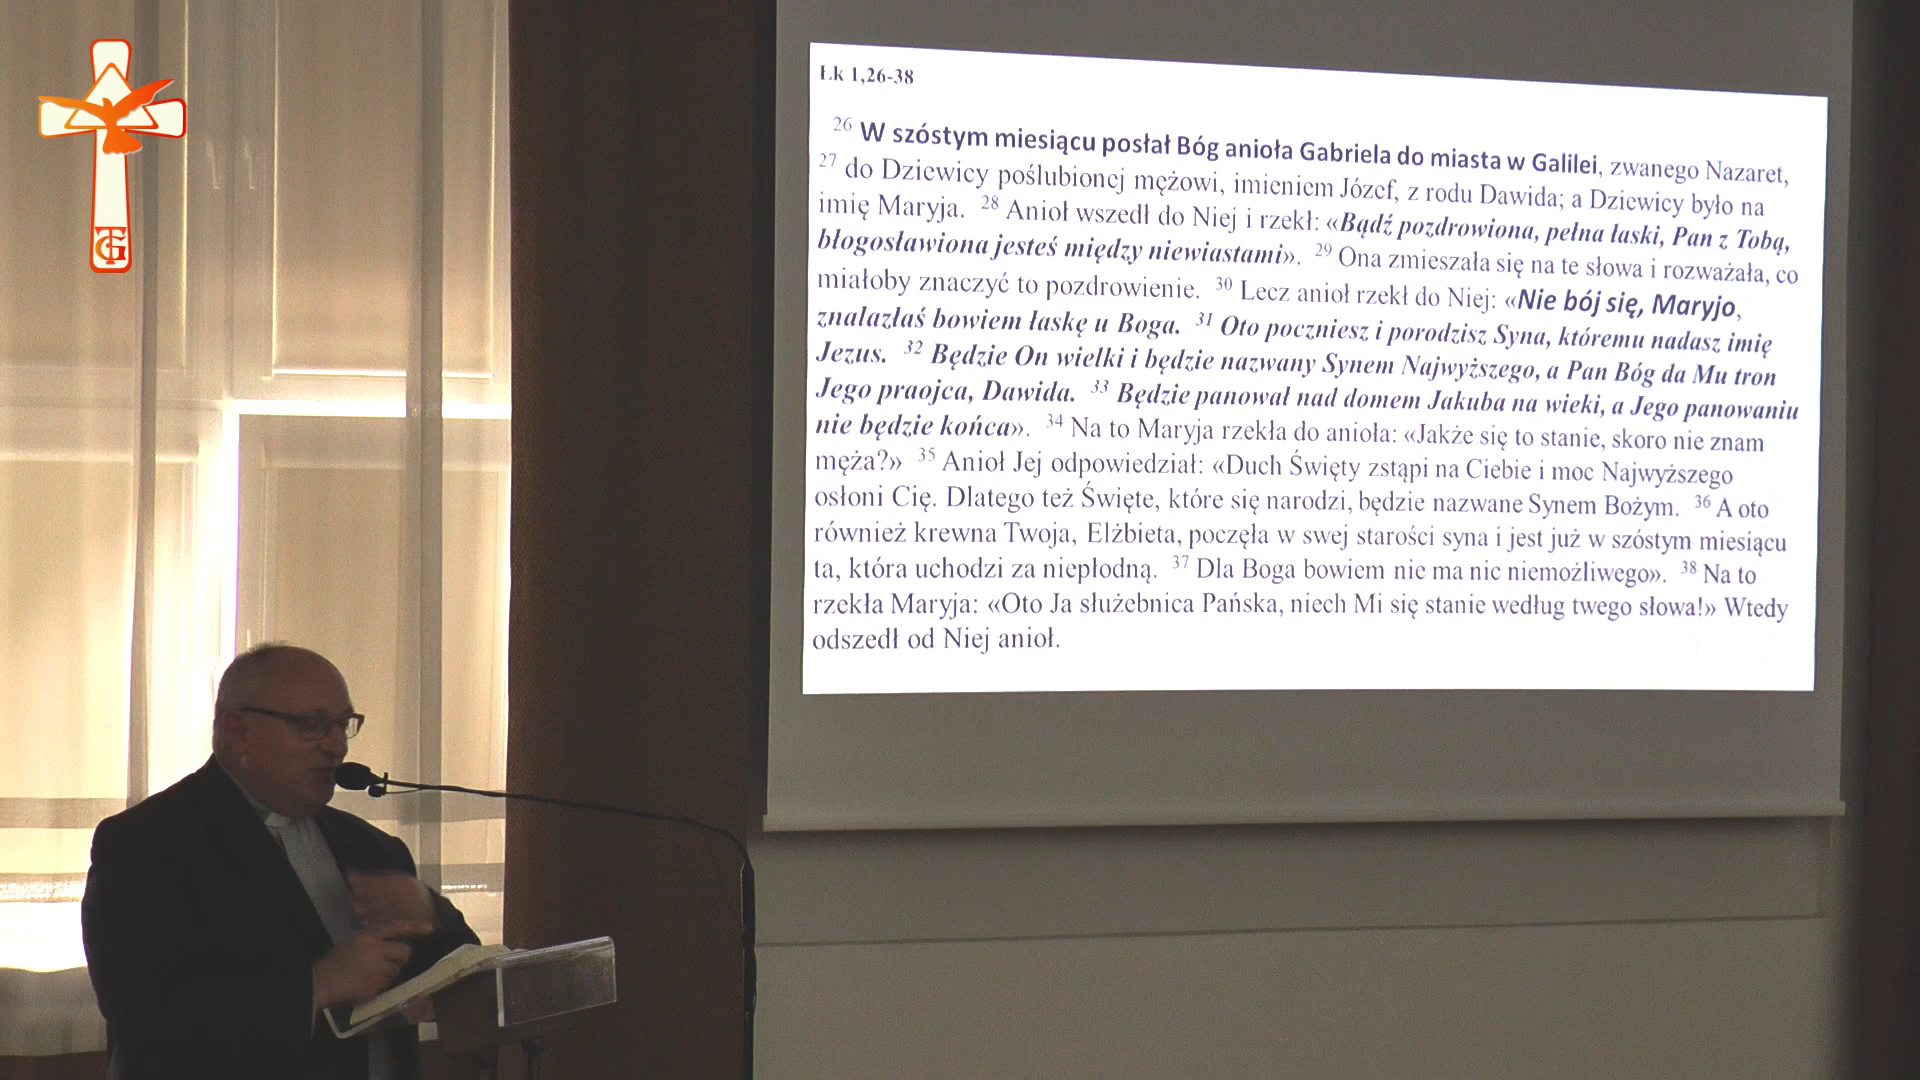 TG
Łk 1,26-38
26 W szóstym miesiącu posłał Bóg anioła Gabriela do miasta w Galilei, zwanego Nazaret,
27 do Dziewicy poślubionej mężowi, imieniem Józef, z rodu Dawida; a Dziewicy było na
imię Maryja. 28 Anioł wszedł do Niej i rzekł: «Bądź pozdrowiona, pełna łaski, Pan z Tobą,
błogosławiona jesteś między niewiastami». 29 Ona zmieszała się na te słowa i rozważała, co
miałoby znaczyć to pozdrowienie. 30 Lecz anioł rzekł do Niej: «Nie bój się, Maryjo,
znalazłaś bowiem łaskę u Boga. 31 Oto poczniesz i porodzisz Syna, któremu nadasz imię
Jezus. 32 Będzie On wielki i będzie nazwany Synem Najwyższego, a Pan Bóg da Mu tron
Jego praojca, Dawida. 33 Będzie panował nad domem Jakuba na wieki, a Jego panowaniu
nie będzie końca». 34 Na to Maryja rzekła do anioła: «Jakże się to stanie, skoro nie znam
męża?» 35 Anioł Jej odpowiedział: «Duch Święty zstąpi na Ciebie i moc Najwyższego
osłoni Cię. Dlatego też Święte, które się narodzi, będzie nazwane Synem Bożym. 36 A oto
również krewna Twoja, Elżbieta, poczęła w swej starości syna i jest już w szóstym miesiącu
ta, która uchodzi za niepłodną. 37 Dla Boga bowiem nie ma nic niemożliwego». 38 Na to
rzekła Maryja: «Oto Ja służebnica Pańska, niech Mi się stanie według twego słowa!» Wtedy
odszedł od Niej anioł.